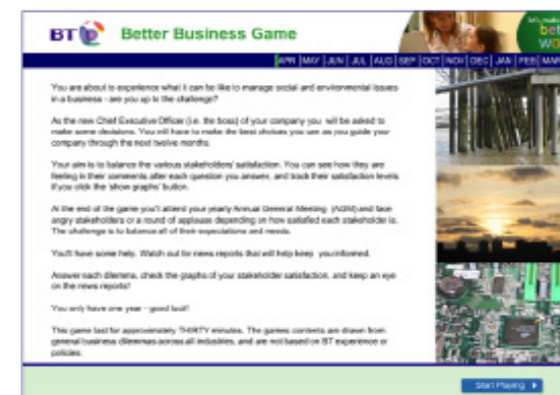 BT Better Business Game
APR MAY JUN JUL AUG SEP OCT NOV DEC JAN FEB MAR
You are about to experience what it can be like to manage social and environmental issues
in a business - are you up to the challenge?
As the new Chief Executive Officer (i.e. the boss) of your company you will be asked to
make some decisions. You will have to make the best choices you can as you guide your
company through the next twelve months.
Your aim is to balance the various stakeholders' satisfaction. You can see how they are
feeling in their comments after each question you answer, and track their satisfaction levels
if you click the 'show graphs' button.
At the end of the game you'll attend your yearly Annual General Meeting (AGM) and face
angry stakeholders or a round of applause depending on how satisfied each stakeholder is.
The challenge is to balance all of their expectations and needs.
You'll have some help. Watch out for news reports that will help keep you informed.
Answer each dilemma, check the graphs of your stakeholder satisfaction, and keep an eye
on the news reports!
You only have one year - good luck!
This game last for approximately THIRTY minutes. The games contents are drawn from
general business dilemmas across all industries, and are not based on BT experience or
policies.
Start Playing